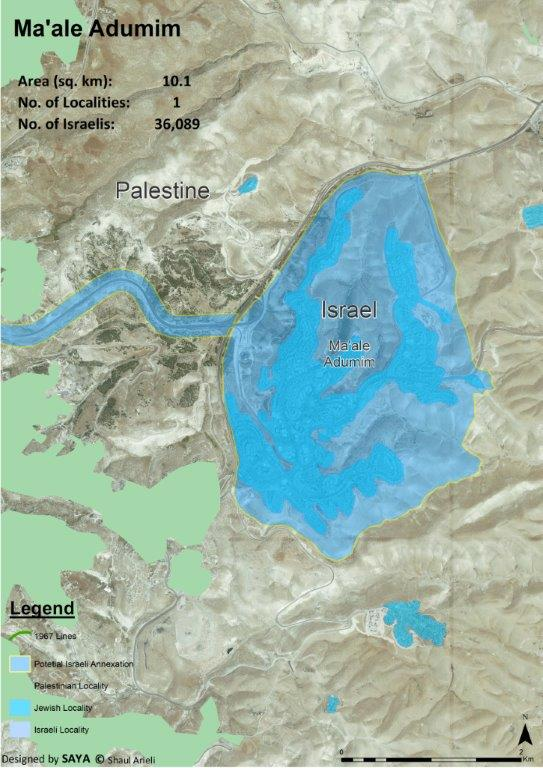 Ma'ale Adumim
Area (sq. km): 10.1
No. of Localities: 1
No. of Israelis: 36,089
Palestine
Israel
Ma'ale
Adumim
Legend
1967 Lines
Potetial Israeli Annexation
Palestinian Locality
Jewish Locality
Israeli Locality
N
0 2
Km
Designed by SAYA © Shaul Arieli